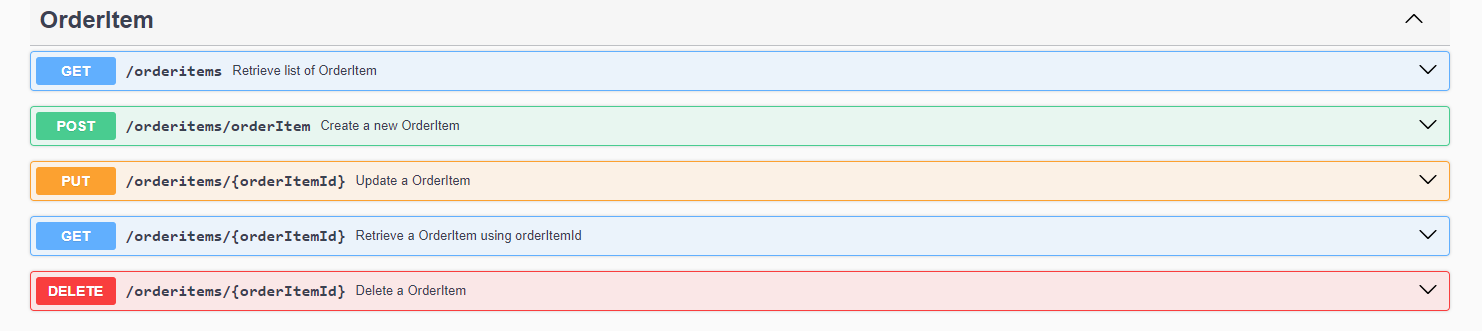 OrderItem
GET /orderitems Retrieve list of OrderItem
POST /orderitems/orderItem Create a new OrderItem
PUT /orderitems/{orderItemId} Update a OrderItem
GET /orderitems/{orderItemId} Retrieve a OrderItem using orderItemId
DELETE /orderitems/{orderItemId} Delete a OrderItem